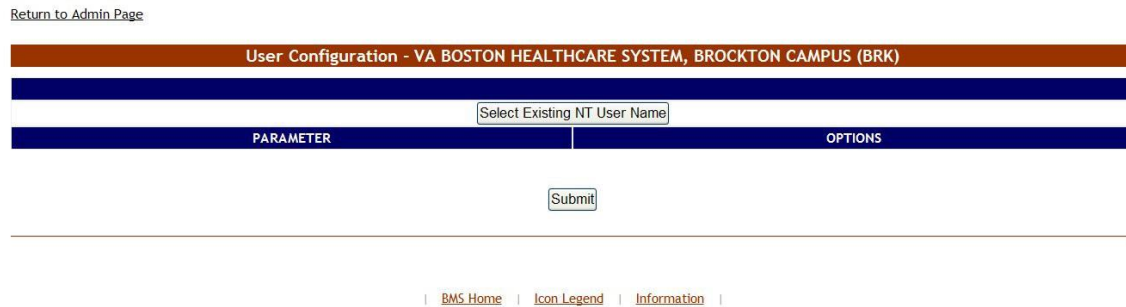 Return to Admin Page
User Configuration - VA BOSTON HEALTHCARE SYSTEM, BROCKTON CAMPUS (BRK)
Select Existing NT User Name
PARAMETER OPTIONS
Submit
| BMS Home | Icon Legend | Information |